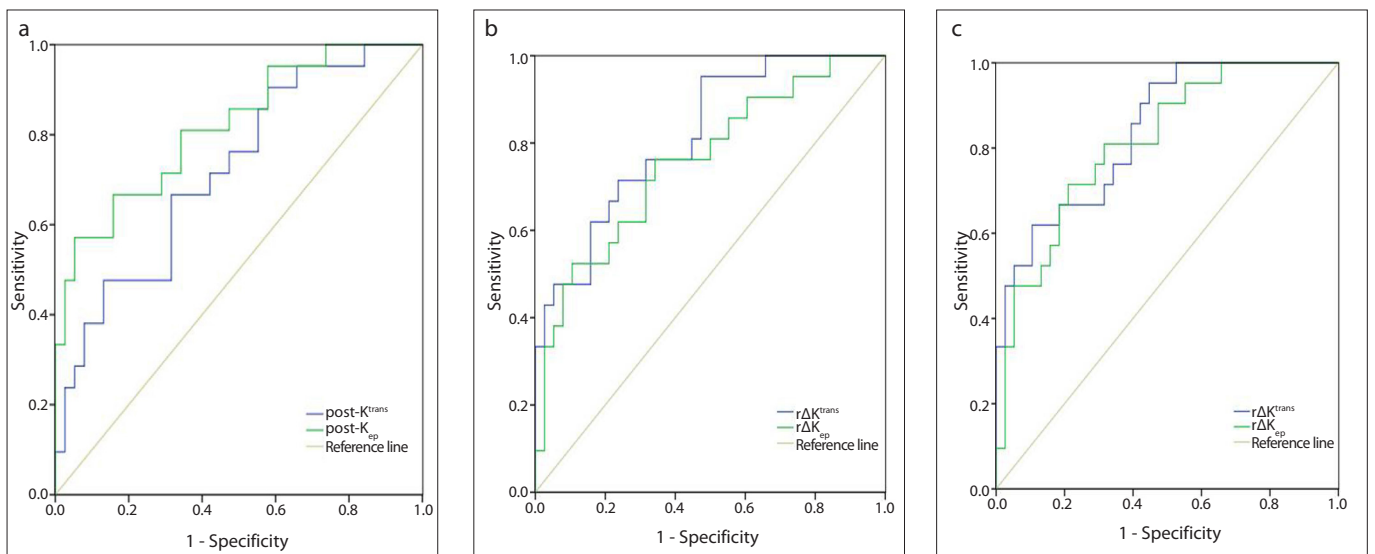 a
1.0
0.8
0.6
0.4
0.2
0.0
Sensitivity
post-Ktrans
post-Kep
Reference line
0.0 0.2 0.4 0.6 0.8 1.0
1 - Specificity
b
1.0
0.8
0.6
0.4
0.2
0.0
Sensitivity
rΔKtrans
rΔKep
Reference line
0.0 0.2 0.4 0.6 0.8 1.0
1 - Specificity
c
1.0
0.8
0.6
0.4
0.2
0.0
Sensitivity
rΔKtrans
rΔKep
Reference line
0.0 0.2 0.4 0.6 0.8 1.0
1 - Specificity